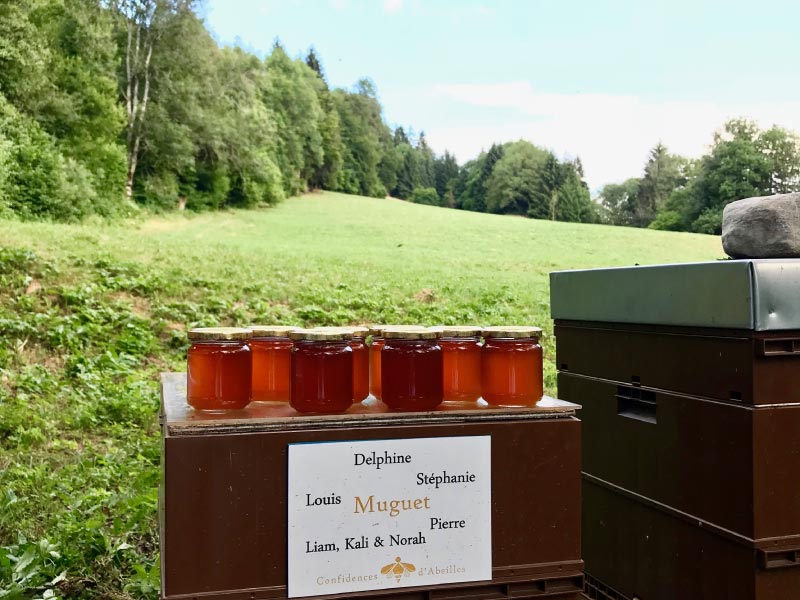 Delphine
Stéphanie
Louis
Muguet
Pierre
Liam, Kali & Norah
Confidences d'Abeilles